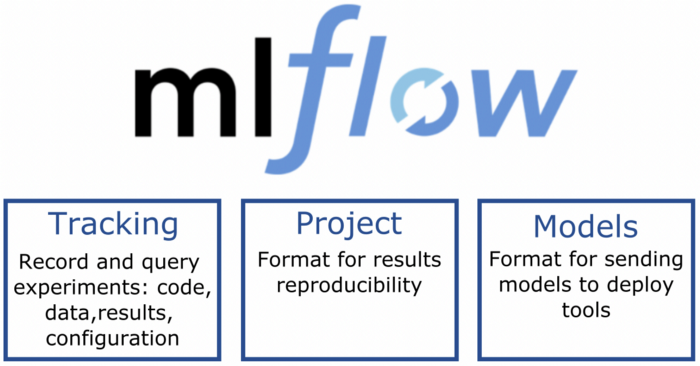 mlflow
Tracking
Record and query
experiments: code,
data,results,
configuration
Project
Format for results
reproducibility
Models
Format for sending
models to deploy
tools